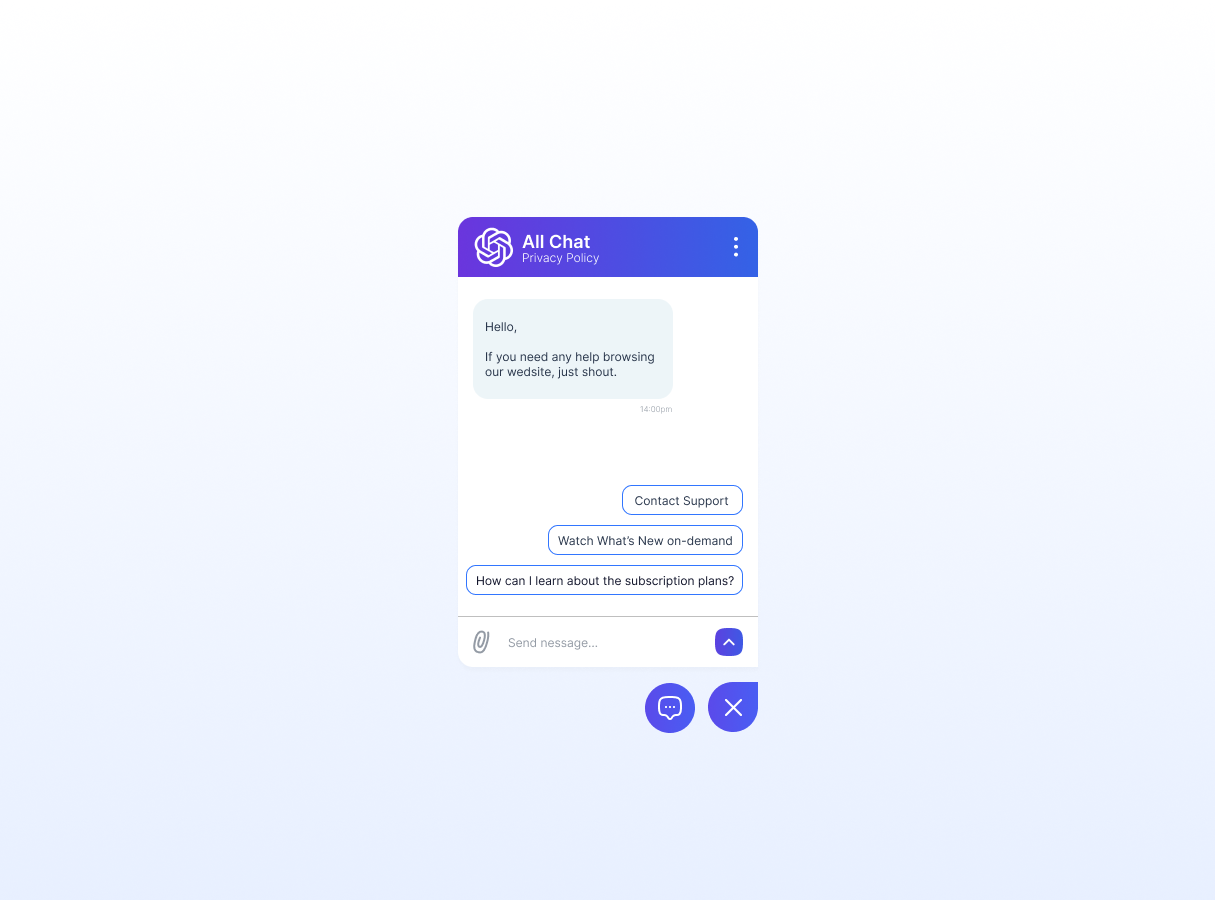 All Chat
Privacy Policy
Hello,
If you need any help browsing
our wedsite, just shout.
14:00pm
Contact Support
Watch What's New on-demand
How can I learn about the subscription plans?
Send nessage...